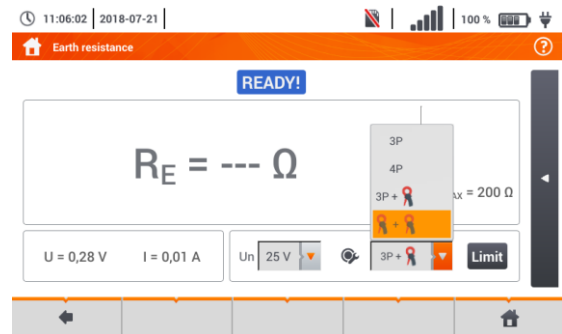 11:06:02 2018-07-21 100 %
Earth resistance ?
READY!
3P
4P
R_E = --- Ω
3P +
AX = 200 Ω
+
U = 0,28 V I = 0,01 A Un 25 V 3P + Limit